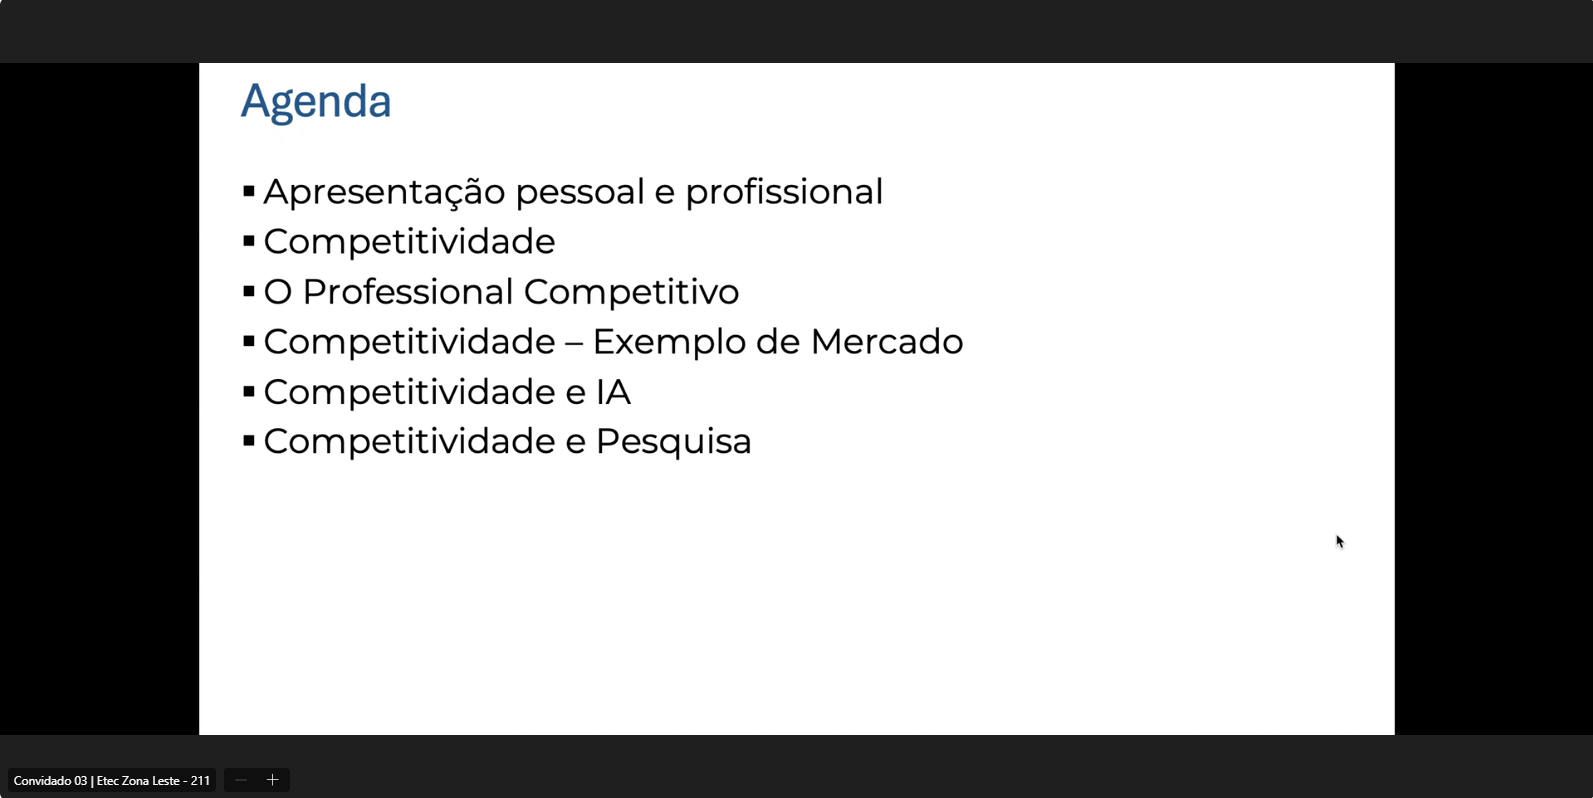 Agenda
▪ Apresentação pessoal e profissional
▪ Competitividade
▪ O Professional Competitivo
▪ Competitividade – Exemplo de Mercado
▪ Competitividade e IA
▪ Competitividade e Pesquisa
Convidado 03 | Etec Zona Leste - 211